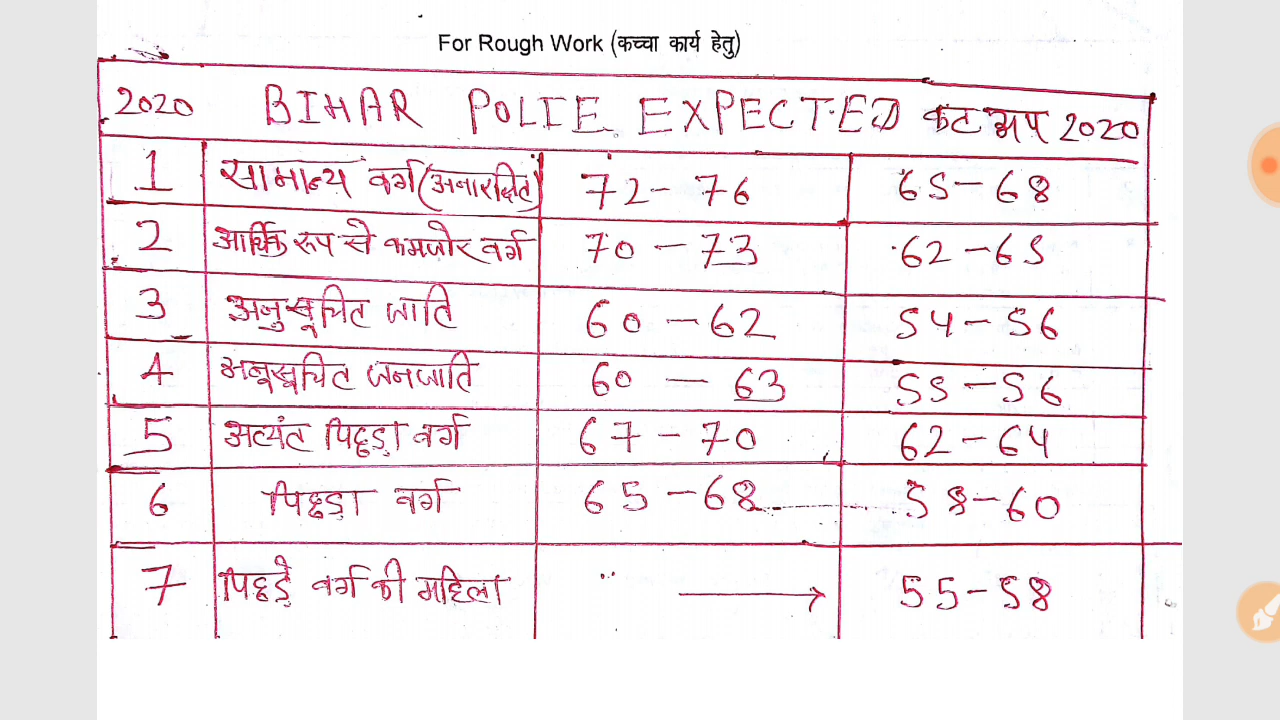 For Rough Work (कच्चा कार्य हेतु)
2020 BIHAR POLIE EXPECTED कट अप 2020
1 सामान्य वर्ग (अनारक्षित) 72-76 65-68
2 आर्थिक रूप से कमजोर वर्ग 70-73 62-65
3 अनुसूचित जाति 60-62 54-56
4 अनूसूचित जनजाति 60-63 55-56
5 अत्यंत पिछड़ा वर्ग 67-70 62-64
6 पिछड़ा वर्ग 65-68 58-60
7 पिछड़े वर्ग की महिला → 55-58